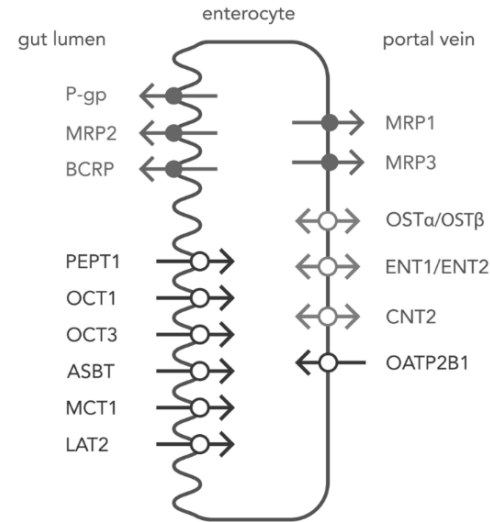 enterocyte
gut lumen
portal vein
P-gp
MRP2
BCRP
PEPT1
OCT1
OCT3
ASBT
MCT1
LAT2
MRP1
MRP3
OSTα/OSTβ
ENT1/ENT2
CNT2
OATP2B1